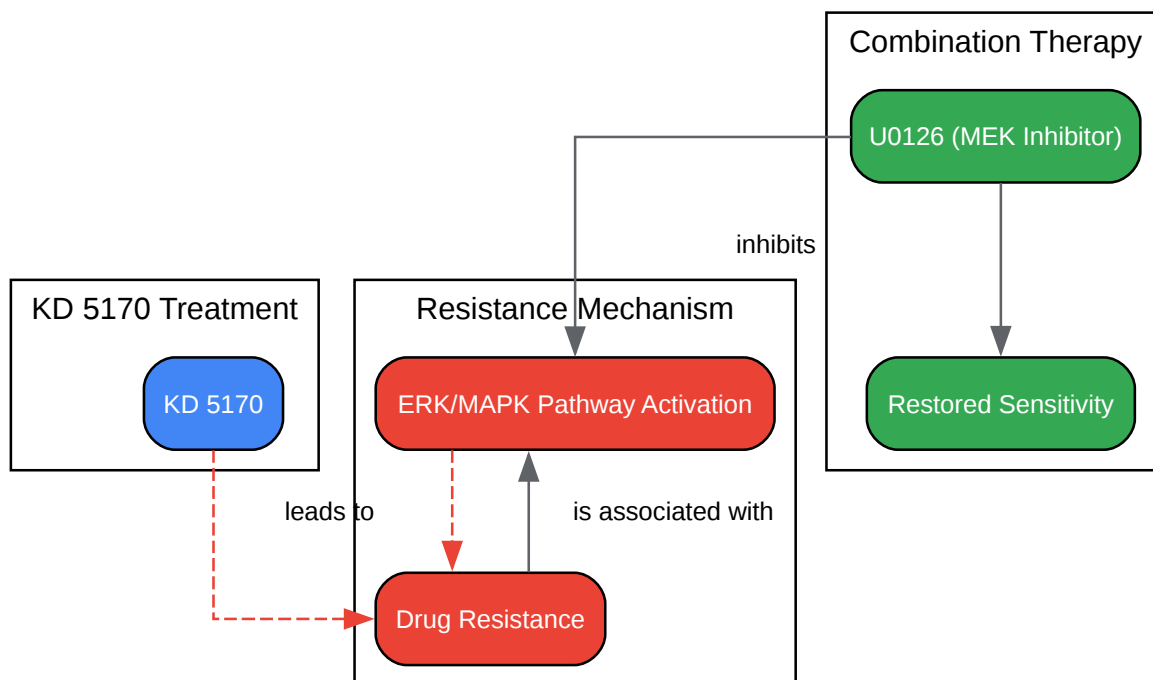 Combination Therapy
U0126 (MEK Inhibitor)
inhibits
KD 5170 Treatment
Resistance Mechanism
KD 5170
ERK/MAPK Pathway Activation
Restored Sensitivity
leads to
is associated with
Drug Resistance